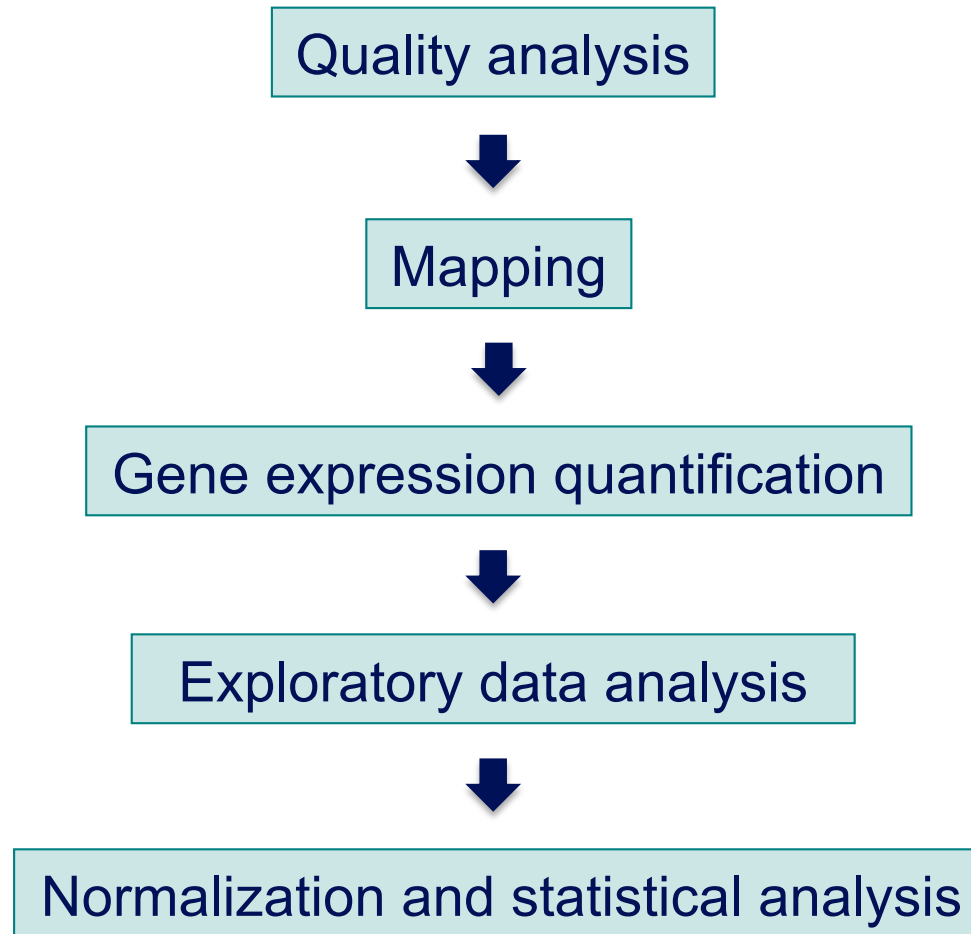 Quality analysis
Mapping
Gene expression quantification
Exploratory data analysis
Normalization and statistical analysis